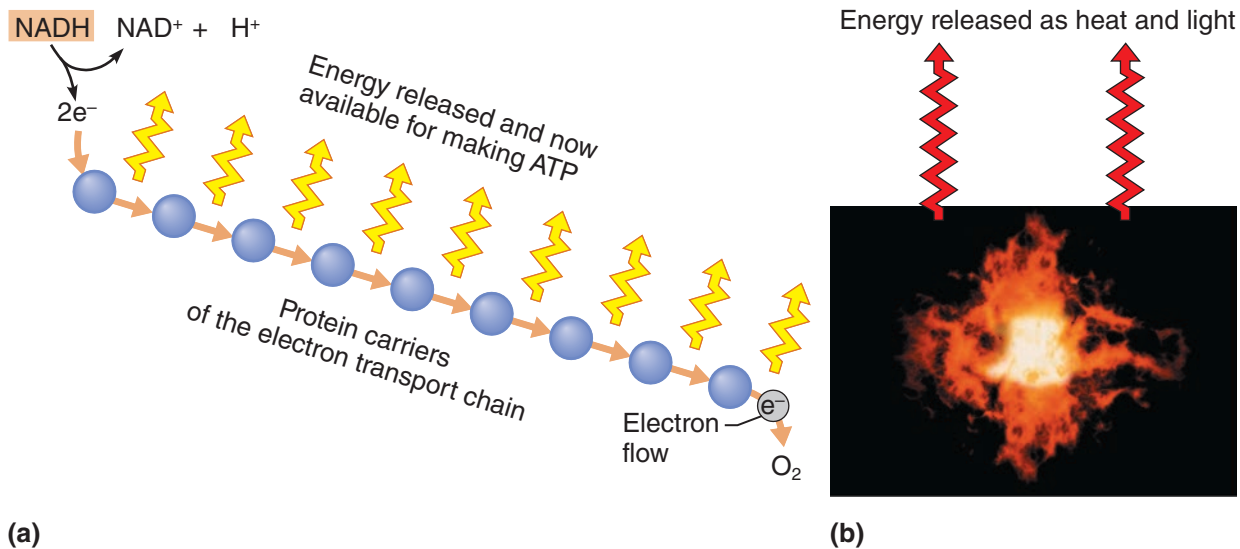 NADH NAD⁺ + H⁺
2e⁻
Energy released and now
available for making ATP
Protein carriers
of the electron transport chain
e⁻
Electron
flow
O₂
(a)
Energy released as heat and light
(b)